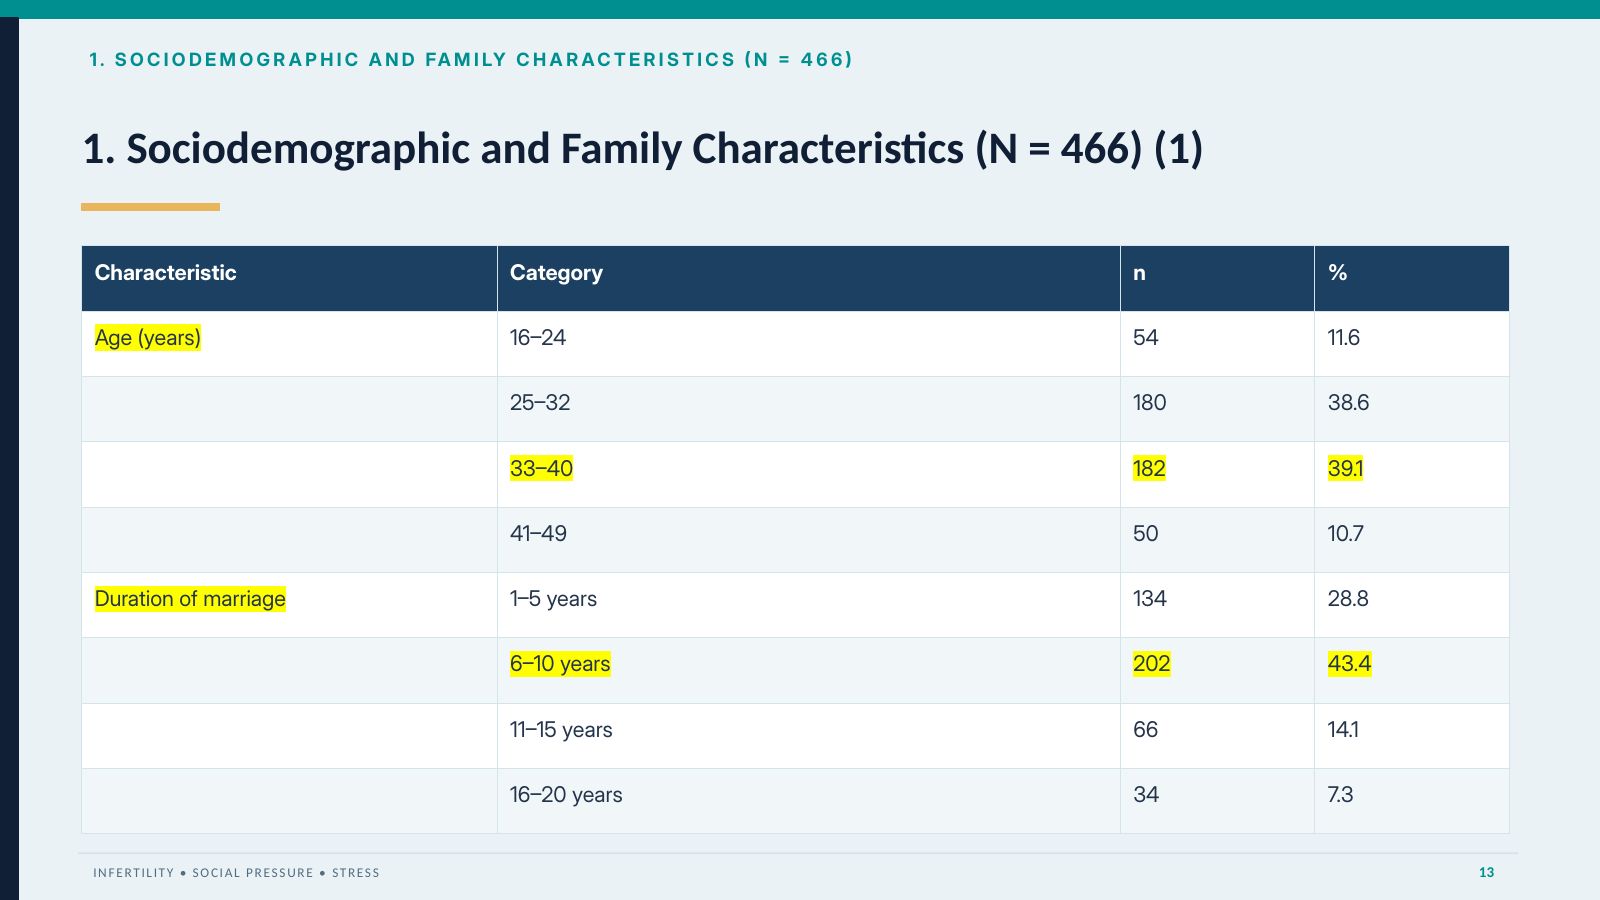 1. SOCIODEMOGRAPHIC AND FAMILY CHARACTERISTICS (N = 466)
1. Sociodemographic and Family Characteristics (N = 466) (1)
Characteristic Category n %
Age (years) 16–24 54 11.6
25–32 180 38.6
33–40 182 39.1
41–49 50 10.7
Duration of marriage 1–5 years 134 28.8
6–10 years 202 43.4
11–15 years 66 14.1
16–20 years 34 7.3
INFERTILITY • SOCIAL PRESSURE • STRESS 13